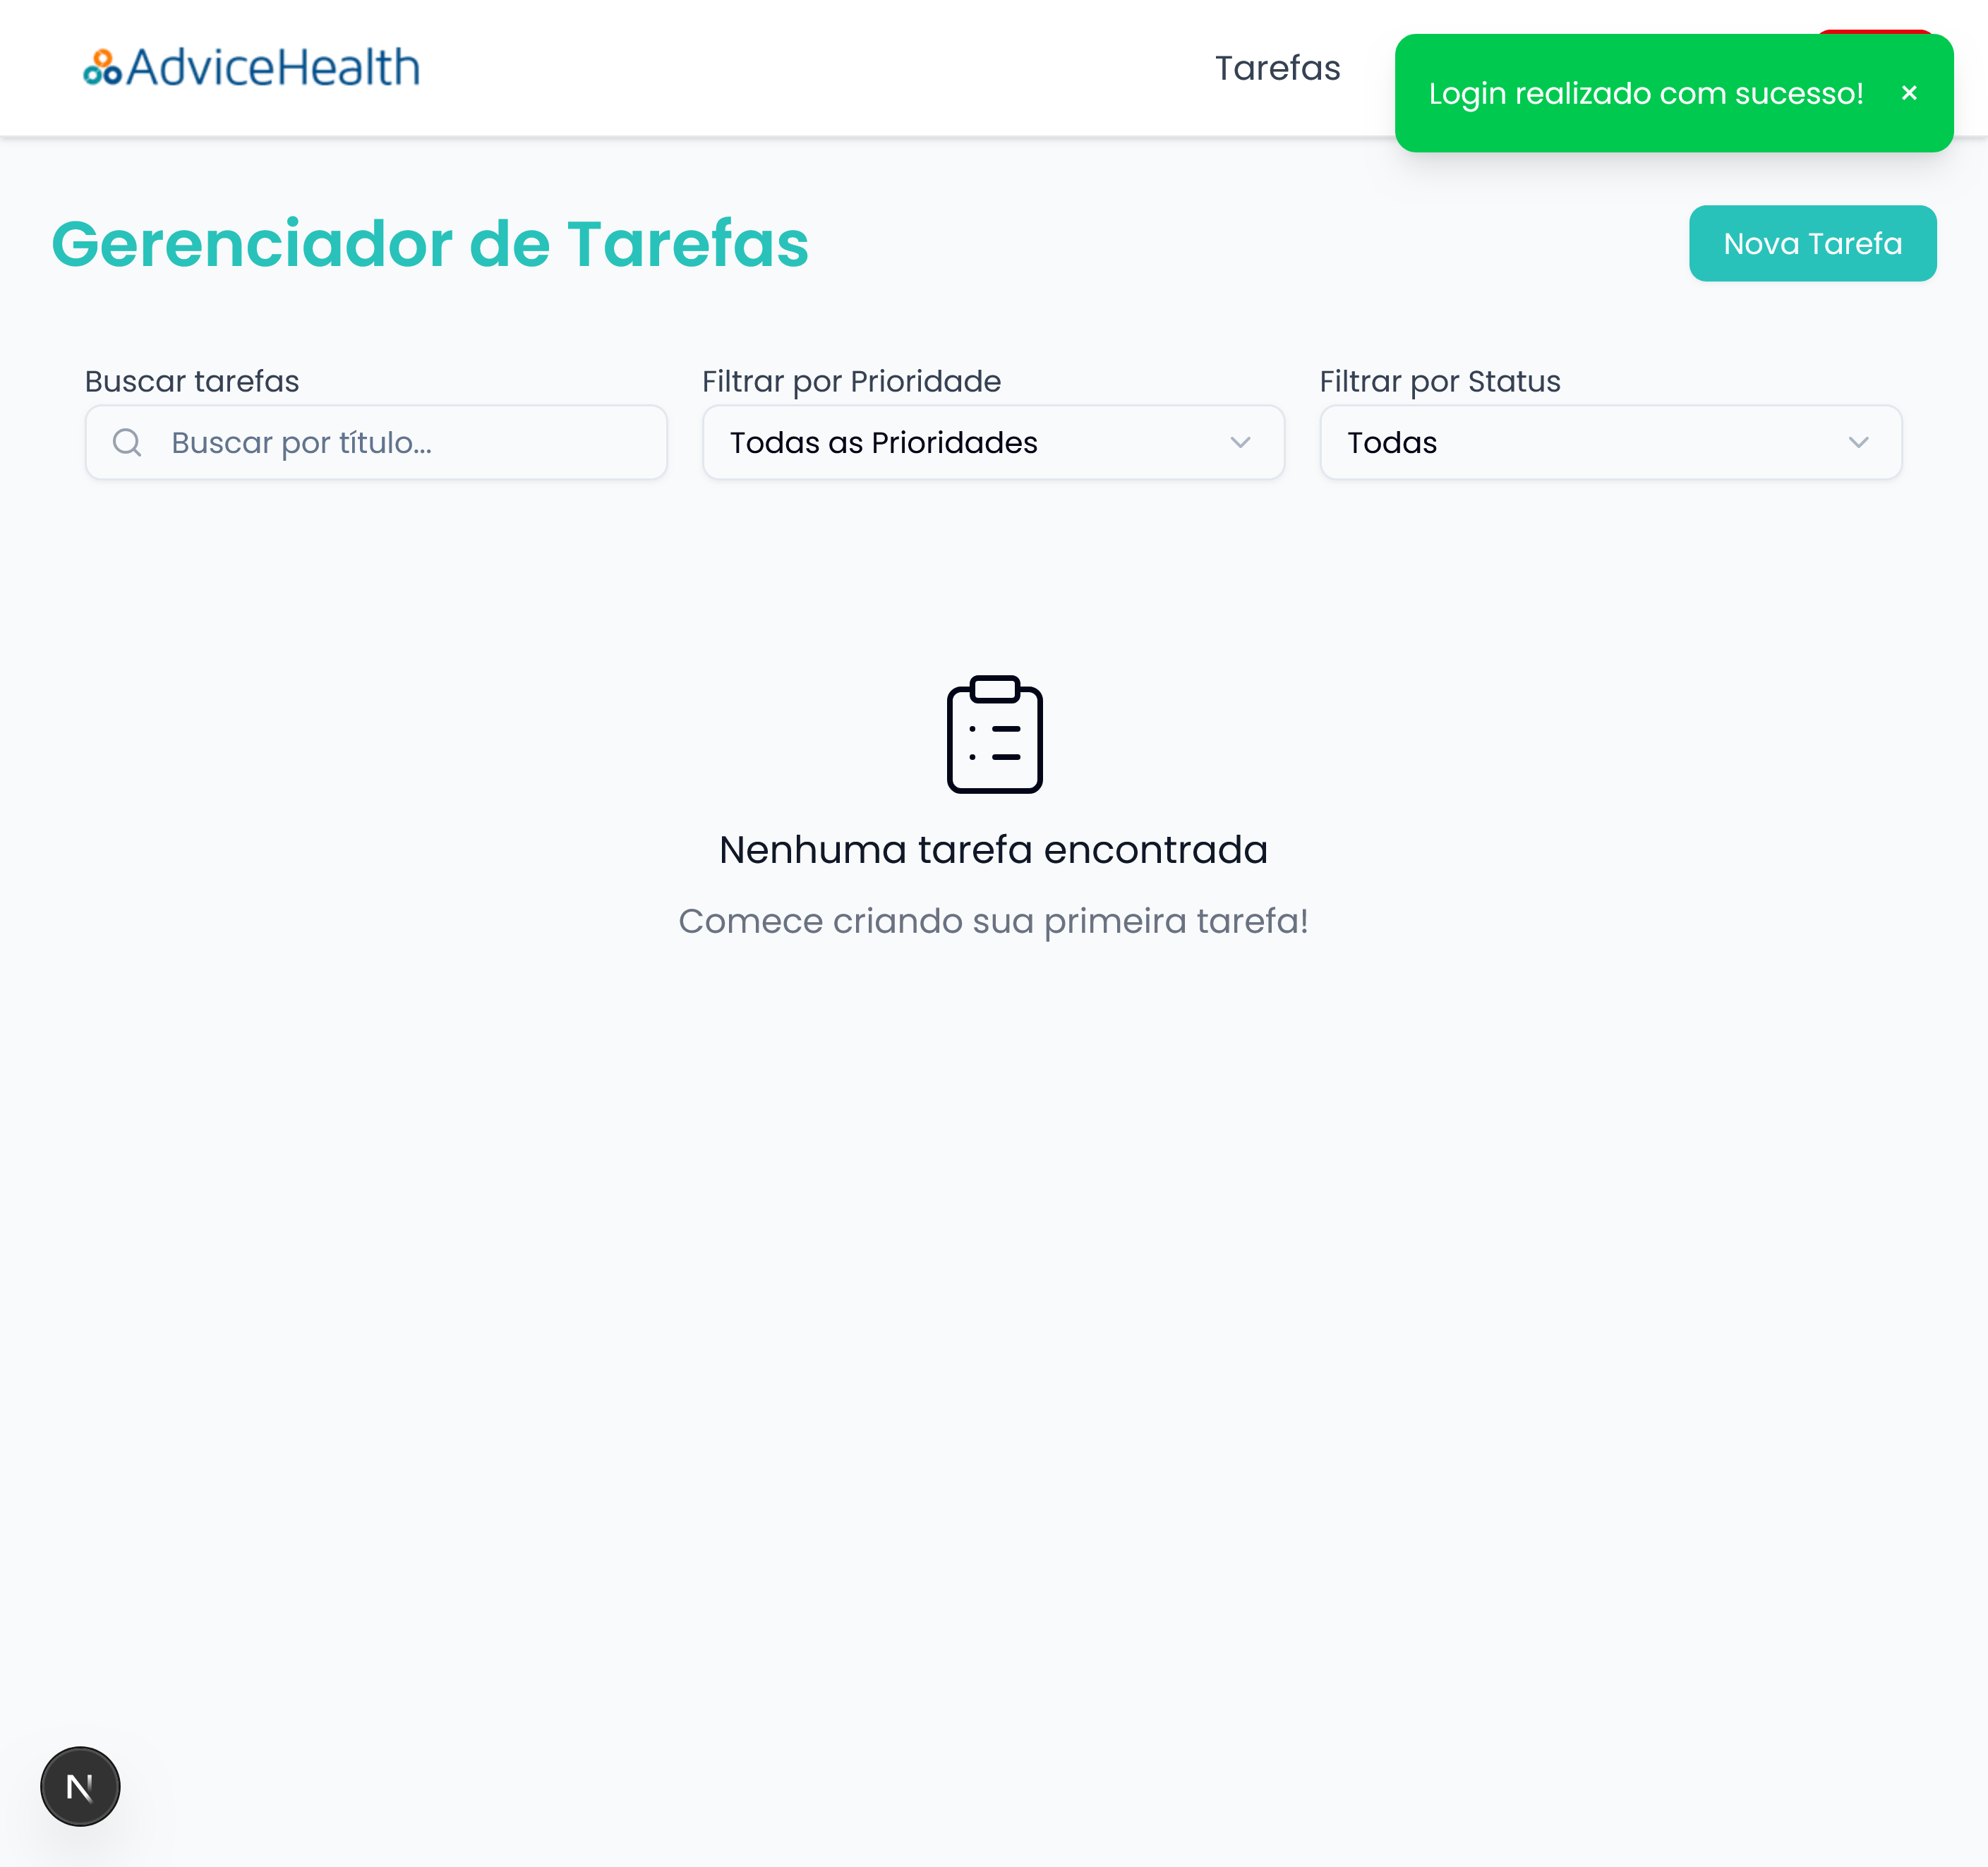 AdviceHealth
Tarefas
Login realizado com sucesso! ×
Gerenciador de Tarefas
Nova Tarefa
Buscar tarefas
Filtrar por Prioridade
Filtrar por Status
Buscar por título...
Todas as Prioridades
Todas
Nenhuma tarefa encontrada
Comece criando sua primeira tarefa!
N